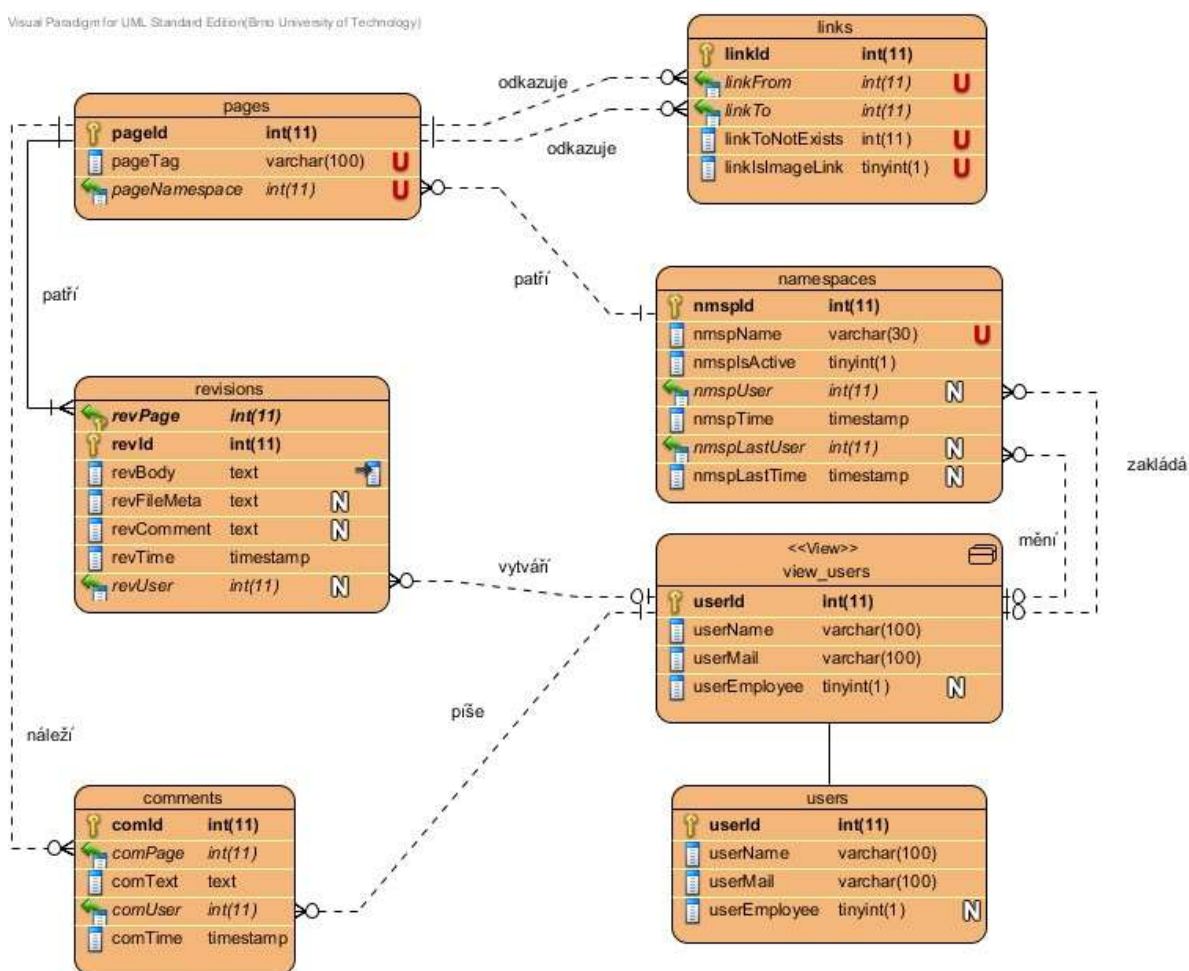 Visual Paradigm for UML Standard Edition(Brno University of Technology)
links
linkId int(11)
linkFrom int(11) U
linkTo int(11)
linkToNotExists int(11) U
linkIsImageLink tinyint(1) U
odkazuje
odkazuje
pages
pageId int(11)
pageTag varchar(100) U
pageNamespace int(11) U
patří
patří
namespaces
nmspId int(11)
nmspName varchar(30) U
nmspIsActive tinyint(1)
nmspUser int(11) N
nmspTime timestamp
nmspLastUser int(11) N
nmspLastTime timestamp N
zakládá
mění
revisions
revPage int(11)
revId int(11)
revBody text
revFileMeta text N
revComment text N
revTime timestamp
revUser int(11) N
vytváří
<<View>>
view_users
userId int(11)
userName varchar(100)
userMail varchar(100)
userEmployee tinyint(1) N
píše
náleží
comments
comId int(11)
comPage int(11)
comText text
comUser int(11)
comTime timestamp
users
userId int(11)
userName varchar(100)
userMail varchar(100)
userEmployee tinyint(1) N